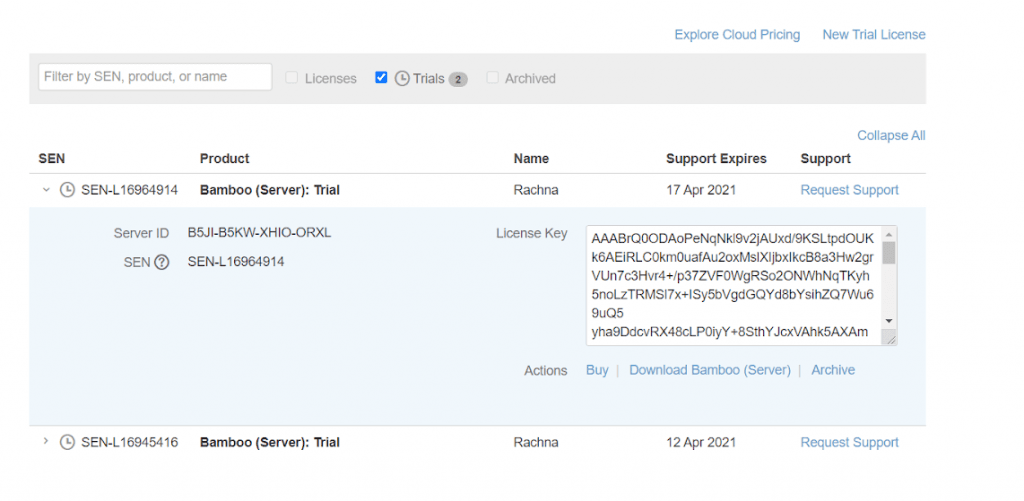 Explore Cloud Pricing New Trial License
Filter by SEN, product, or name Licenses Trials 2 Archived
Collapse All
SEN Product Name Support Expires Support
SEN-L16964914 Bamboo (Server): Trial Rachna 17 Apr 2021 Request Support
Server ID B5JI-B5KW-XHIO-ORXL License Key
SEN ? SEN-L16964914
AAABrQ0ODAoPeNqNkl9v2jAUxd/9KSLtpdOUK
k6AEiRLC0km0uafAu2oxMslXIjbxIkcB8a3Hw2gr
VUn7c3Hvr4+/p37ZVF0WgRSo2ONWhNqTKyh
5noLzTRMSl7x+ISy5bVgdGQYd8bYsihZQ7Wu6
9uQ5
yha9DdcvRX48cLP0iyY+8SthYJcxVAhk5AXAm
Actions Buy | Download Bamboo (Server) | Archive
SEN-L16945416 Bamboo (Server): Trial Rachna 12 Apr 2021 Request Support